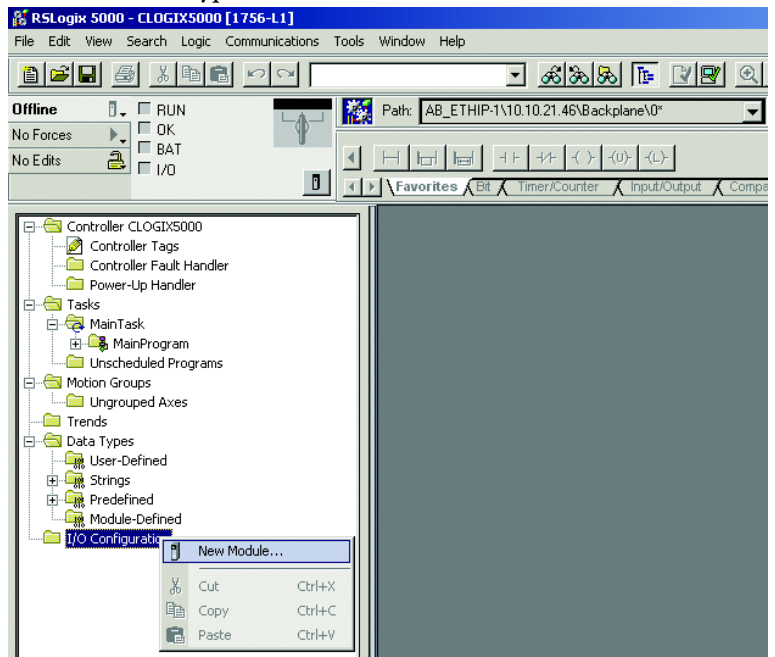 RSLogix 5000 - CLOGIX5000 [1756-L1]
File Edit View Search Logic Communications Tools Window Help
Offline RUN
No Forces OK
No Edits BAT
I/O
Path: AB_ETHIP-1\10.10.21.46\Backplane\0*
Favorites Bit Timer/Counter Input/Output Compa
Controller CLOGIX5000
Controller Tags
Controller Fault Handler
Power-Up Handler
Tasks
MainTask
MainProgram
Unscheduled Programs
Motion Groups
Ungrouped Axes
Trends
Data Types
User-Defined
Strings
Predefined
Module-Defined
I/O Configuration
New Module...
Cut Ctrl+X
Copy Ctrl+C
Paste Ctrl+V